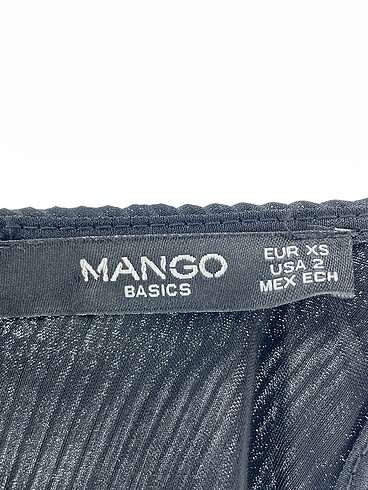 MANGO
BASICS
EUR XS
USA 2
MEX ECH